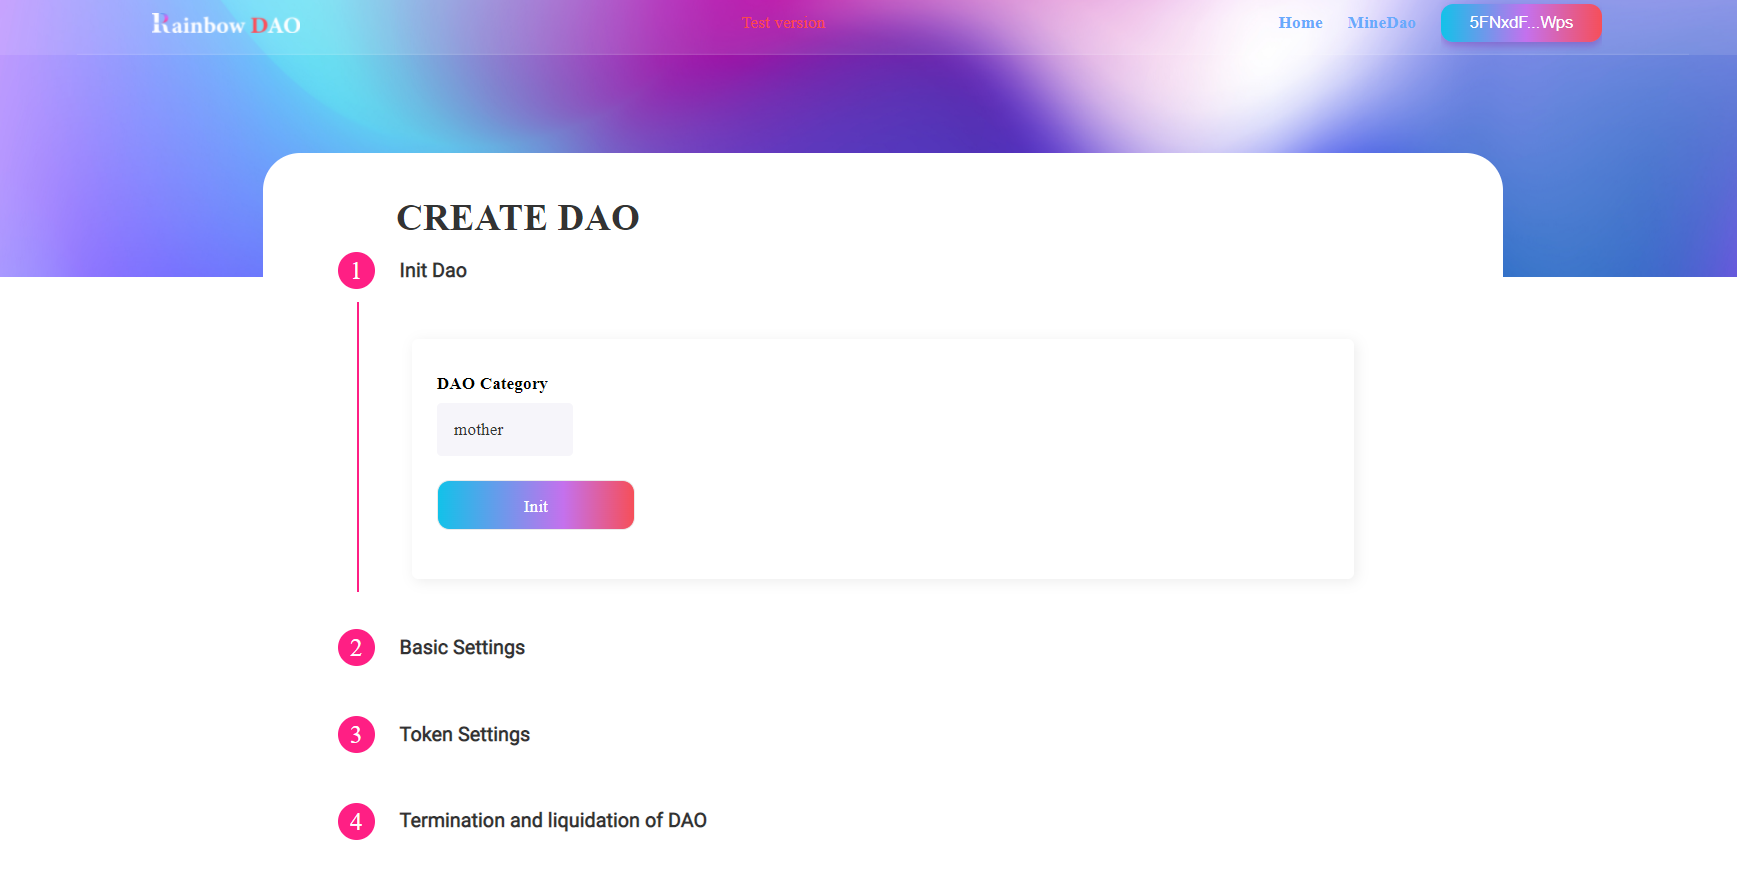 Rainbow DAO
Test version
Home
MineDao
5FNxdF...Wps
CREATE DAO
1
Init Dao
DAO Category
mother
Init
2
Basic Settings
3
Token Settings
4
Termination and liquidation of DAO